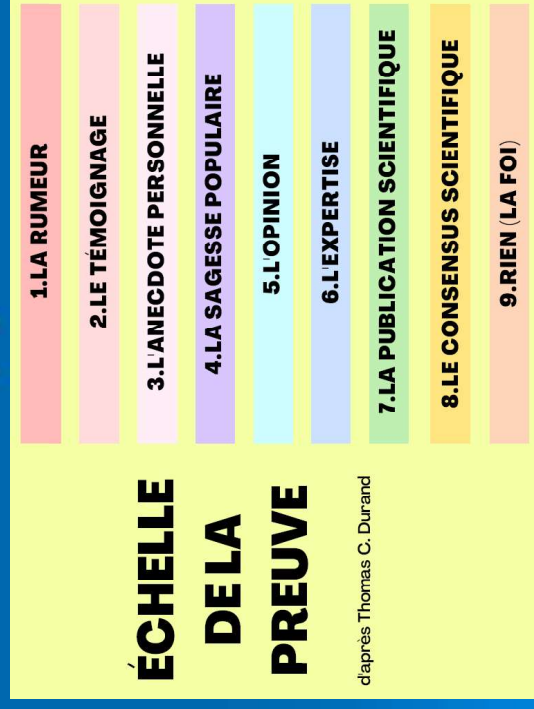 ÉCHELLE
DE LA
PREUVE
d'après Thomas C. Durand
1.LA RUMEUR
2.LE TÉMOIGNAGE
3.L'ANECDOTE PERSONNELLE
4.LA SAGESSE POPULAIRE
5.L'OPINION
6.L'EXPERTISE
7.LA PUBLICATION SCIENTIFIQUE
8.LE CONSENSUS SCIENTIFIQUE
9.RIEN (LA FOI)